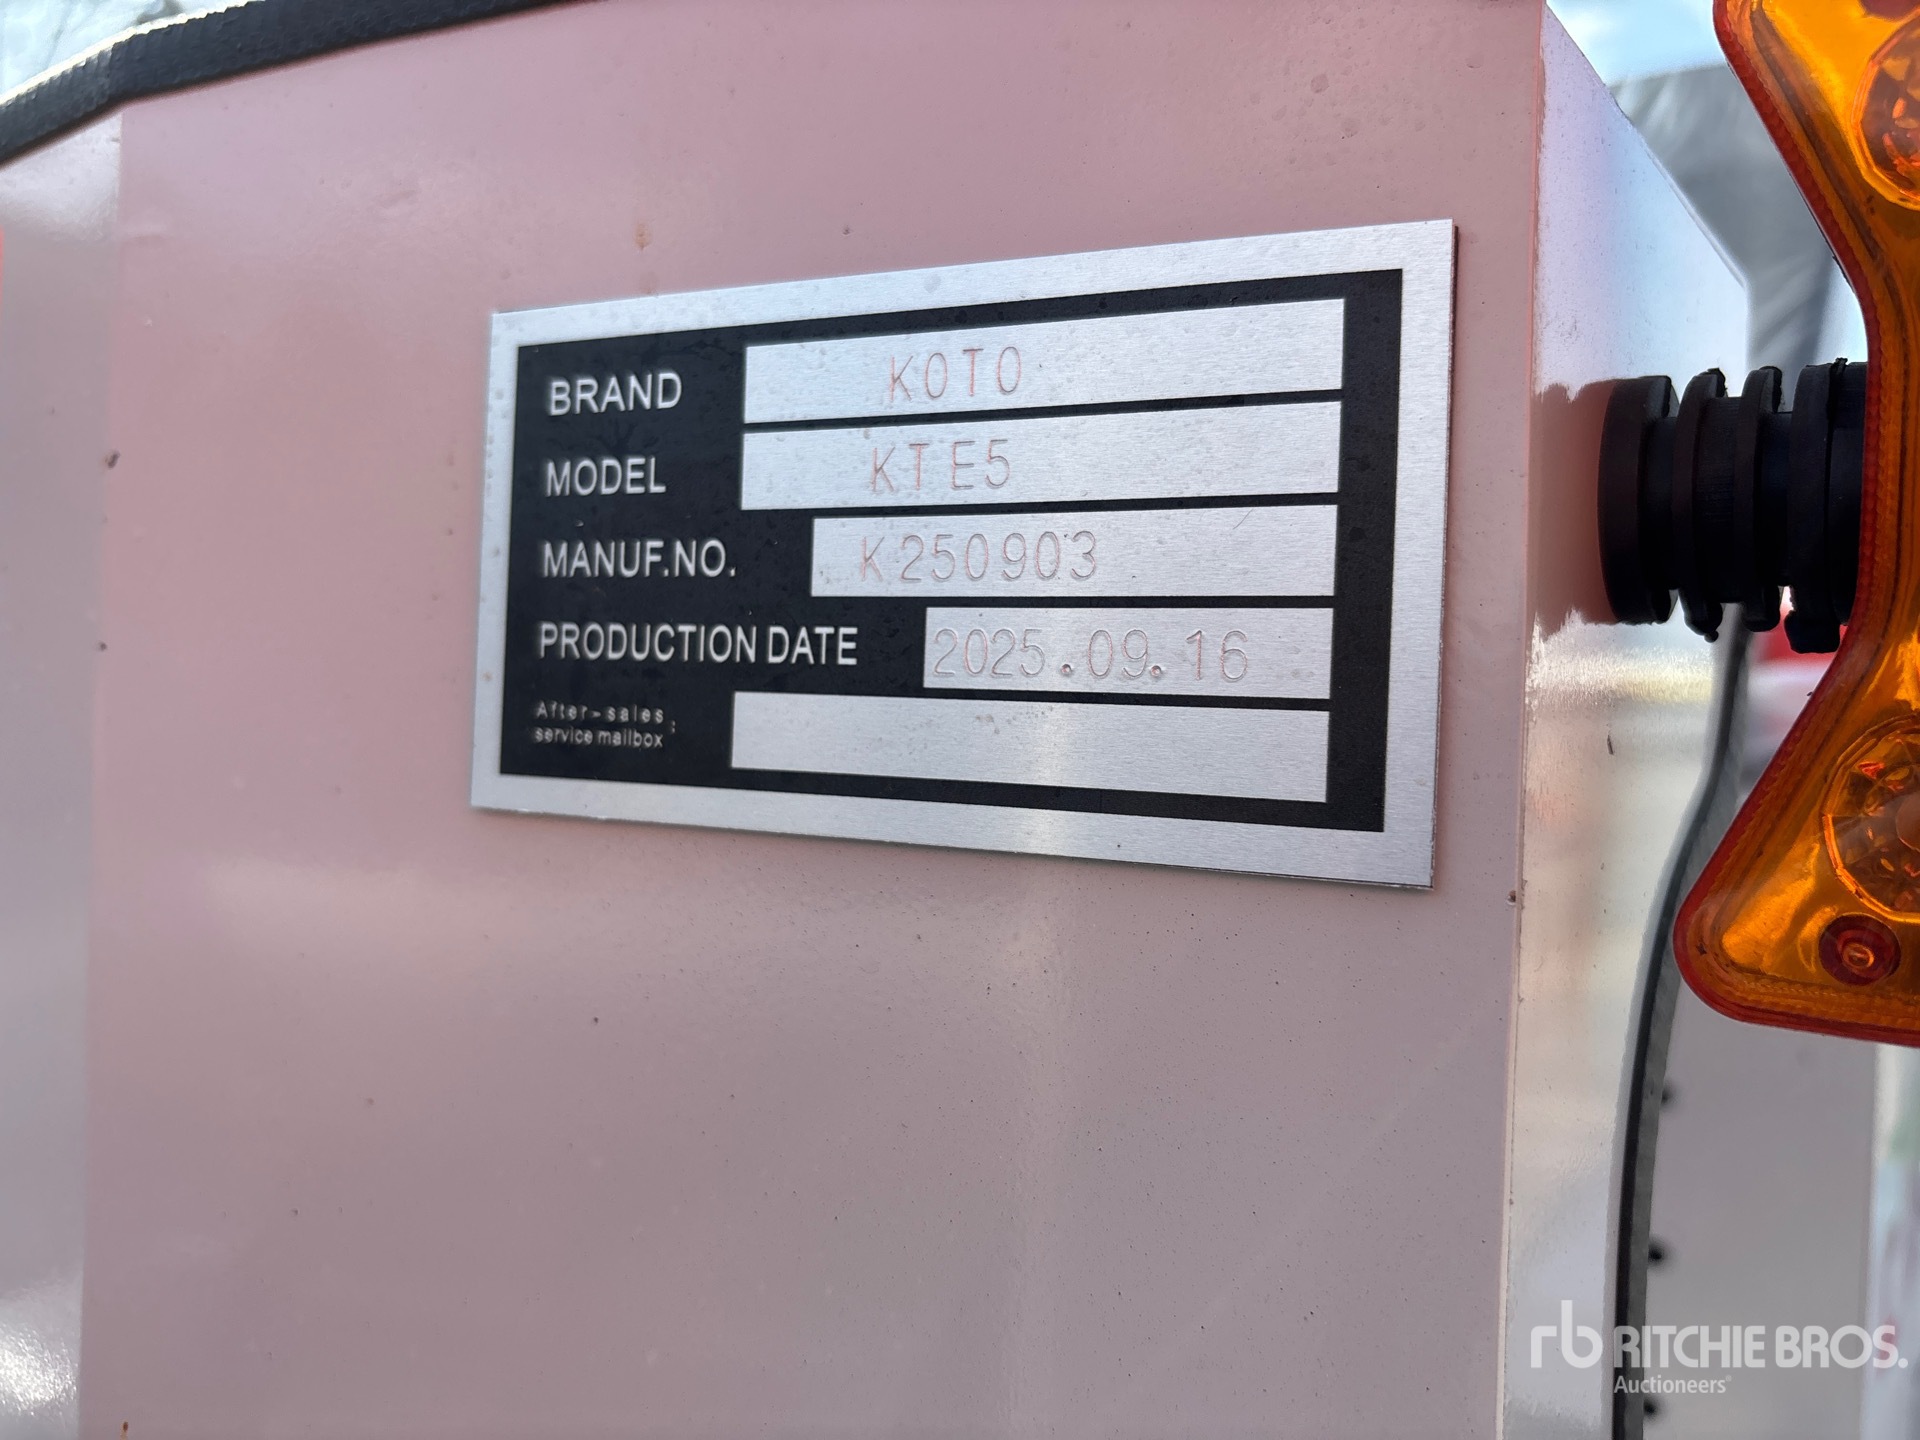 BRAND KOTO
MODEL KTE5
MANUF.NO. K250903
PRODUCTION DATE 2025.09.16
After-sales
service mailbox :
rb RITCHIE BROS.
Auctioneers